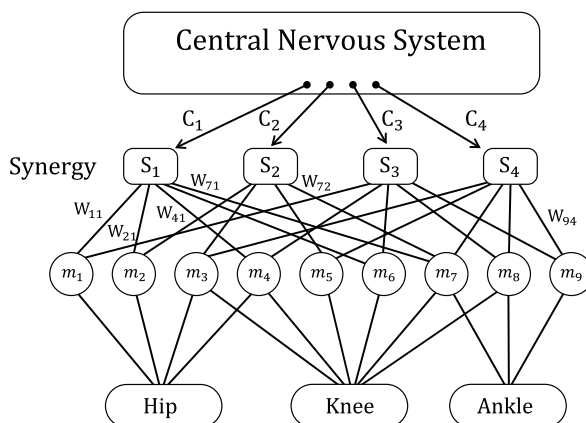 Central Nervous System
C1 C2 C3 C4
Synergy S1 S2 S3 S4
W11 W21 W41 W71 W72 W94
m1 m2 m3 m4 m5 m6 m7 m8 m9
Hip Knee Ankle